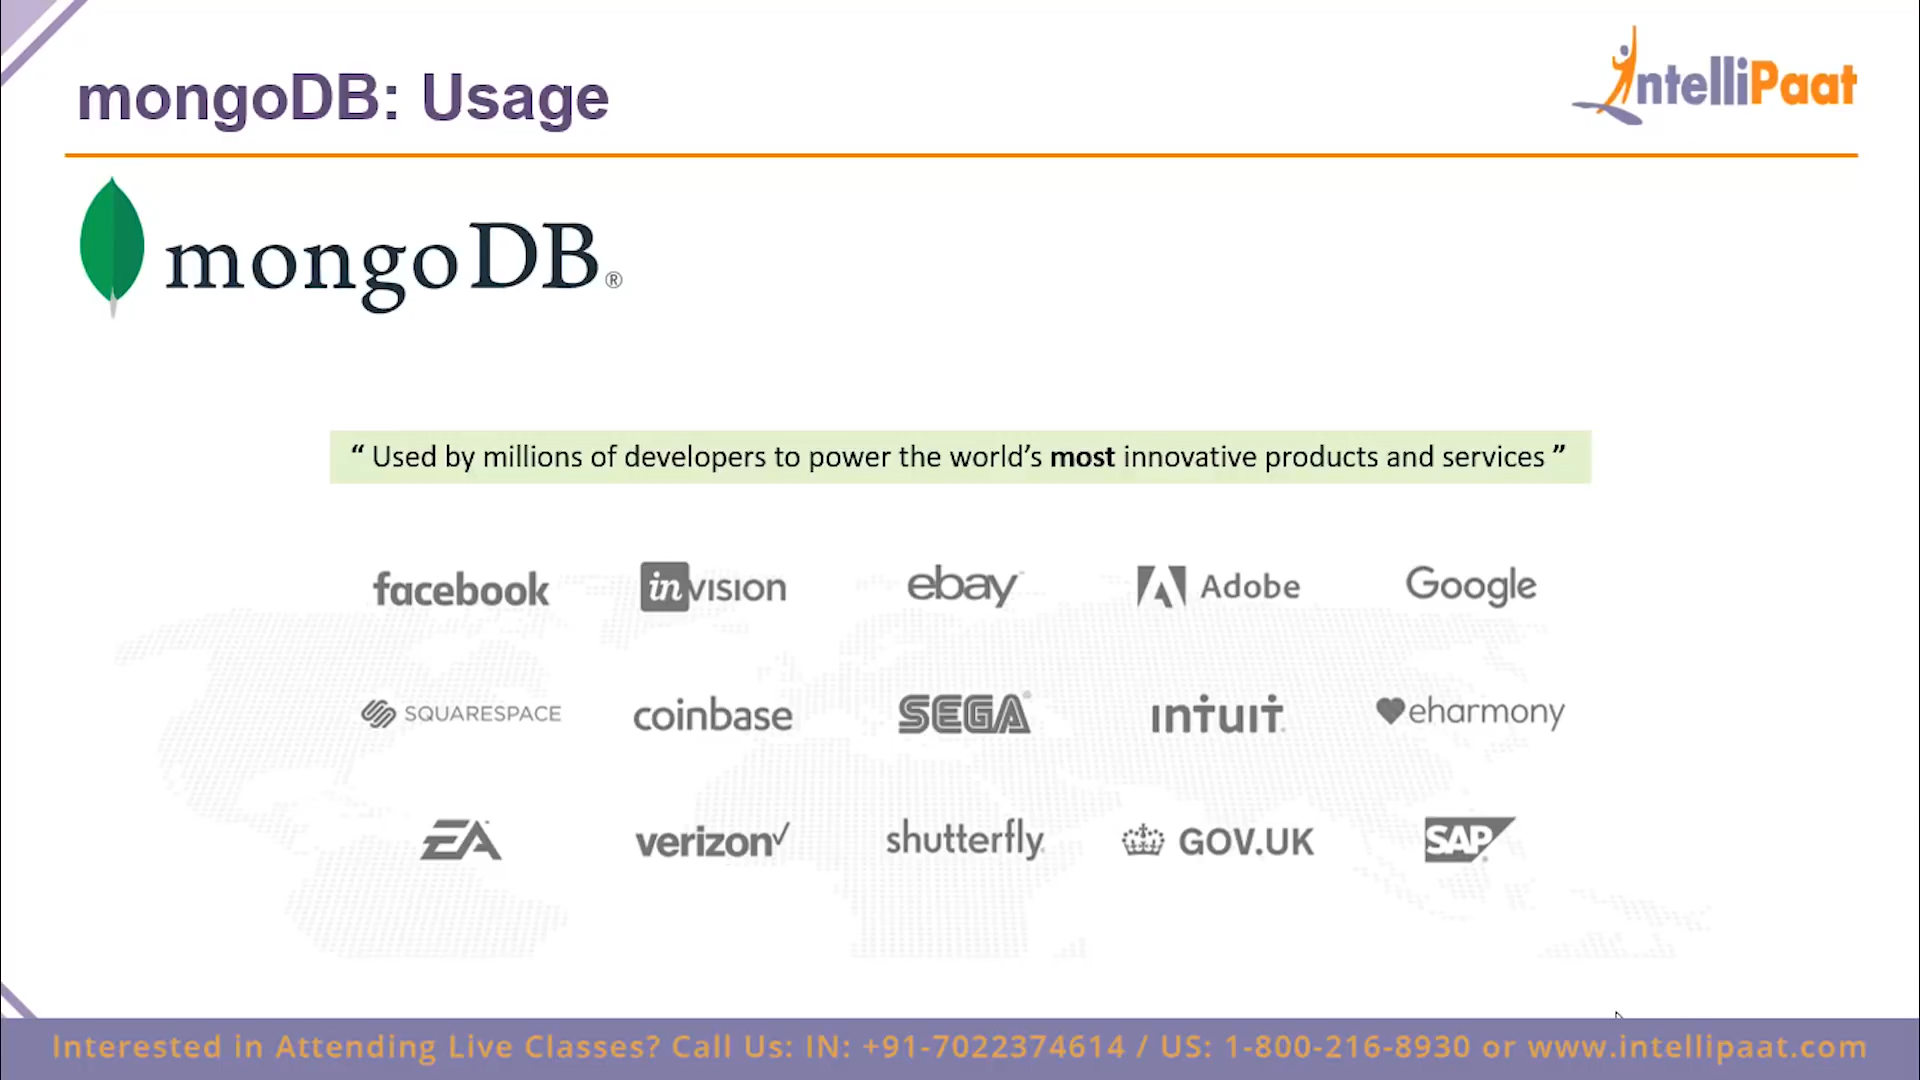 mongoDB: Usage
IntelliPaat
mongoDB®
“ Used by millions of developers to power the world’s most innovative products and services ”
facebook invision ebay Adobe Google
SQUARESPACE coinbase SEGA intuit eharmony
EA verizon shutterfly GOV.UK SAP
Interested in Attending Live Classes? Call Us: IN: +91-7022374614 / US: 1-800-216-8930 or www.intellipaat.com